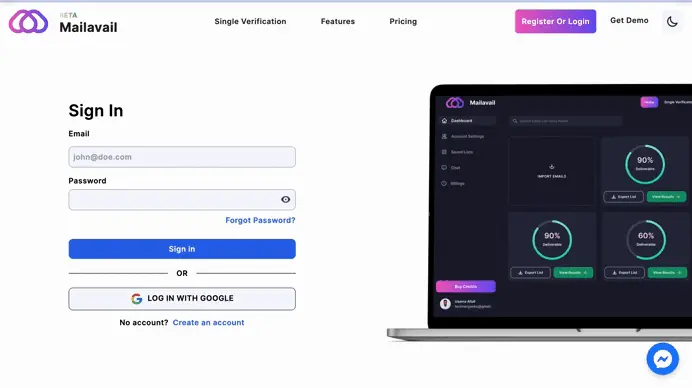 BETA
Mailavail
Single Verification
Features
Pricing
Register Or Login
Get Demo
Sign In
Email
john@doe.com
Password
Forgot Password?
Sign in
OR
LOG IN WITH GOOGLE
No account? Create an account
Mailavail
Single Verificat
Dashboard
Account Settings
Saved Lists
Chat
Billings
IMPORT EMAILS
90%
Deliverable
Export List
View Results
90%
Deliverable
Export List
View Results
60%
Deliverable
Export List
View Results
Buy Credits